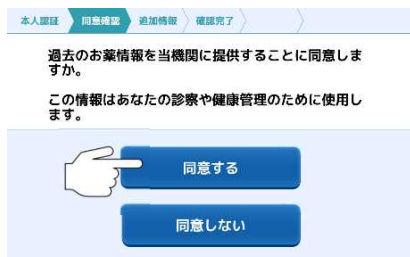 本人認証 同意確認 追加情報 確認完了
過去のお薬情報を当機関に提供することに同意しま
すか。
この情報はあなたの診察や健康管理のために使用し
ます。
同意する
同意しない